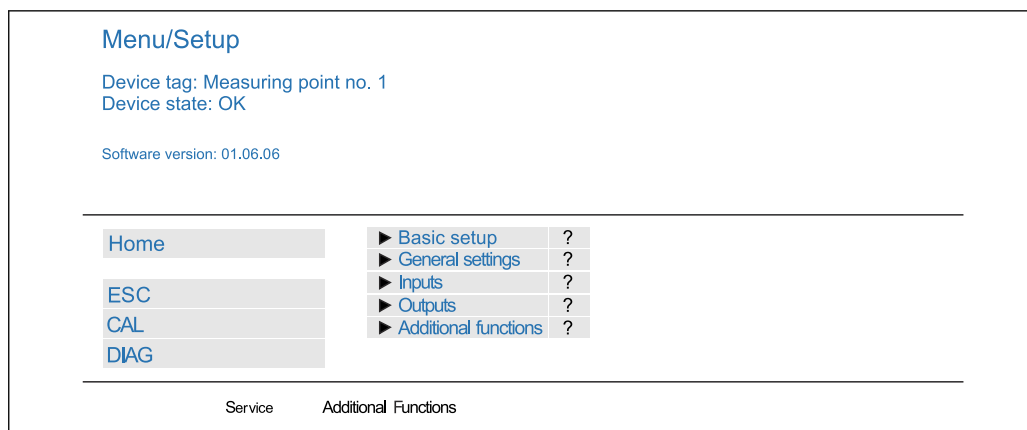 Menu/Setup
Device tag: Measuring point no. 1
Device state: OK
Software version: 01.06.06
Home
ESC
CAL
DIAG
► Basic setup ?
► General settings ?
► Inputs ?
► Outputs ?
► Additional functions ?
Service Additional Functions